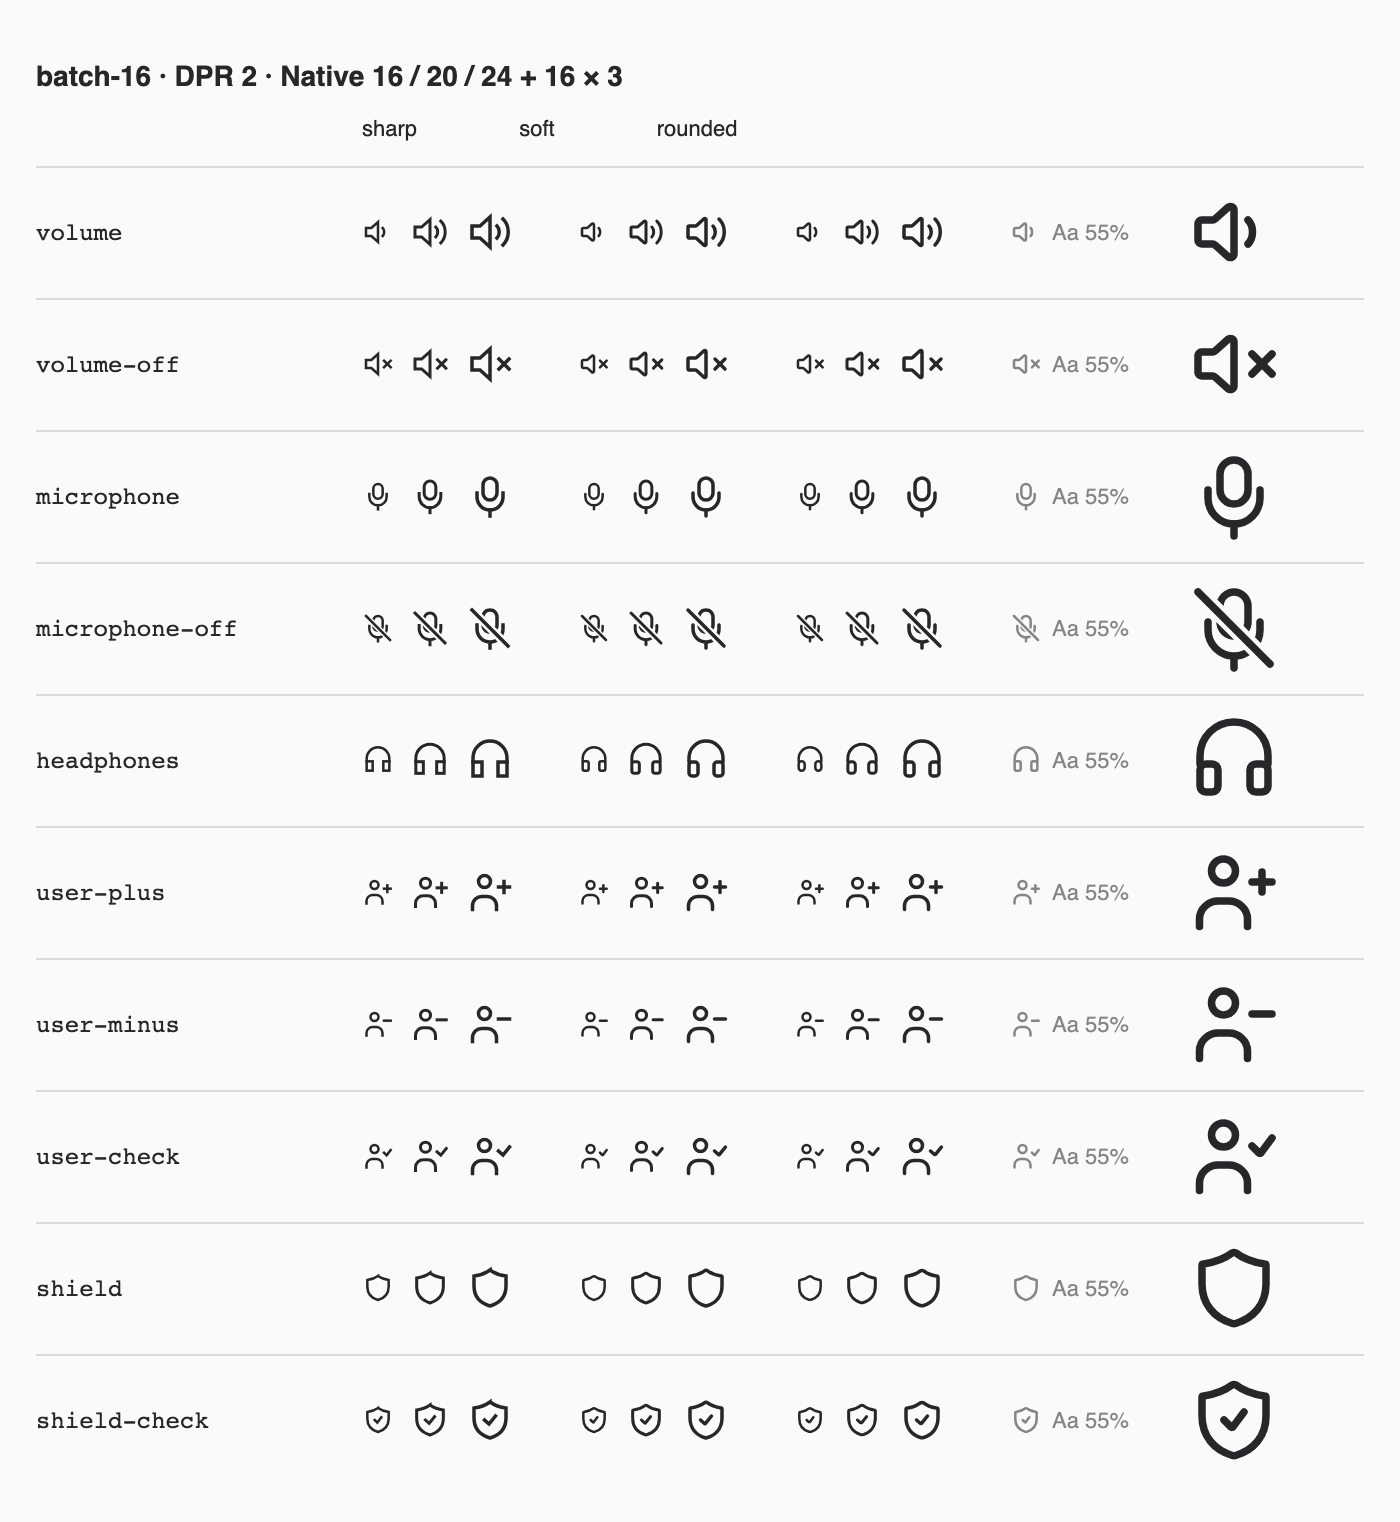 batch-16 · DPR 2 · Native 16 / 20 / 24 + 16 × 3
sharp soft rounded
volume Aa 55%
volume-off Aa 55%
microphone Aa 55%
microphone-off Aa 55%
headphones Aa 55%
user-plus Aa 55%
user-minus Aa 55%
user-check Aa 55%
shield Aa 55%
shield-check Aa 55%